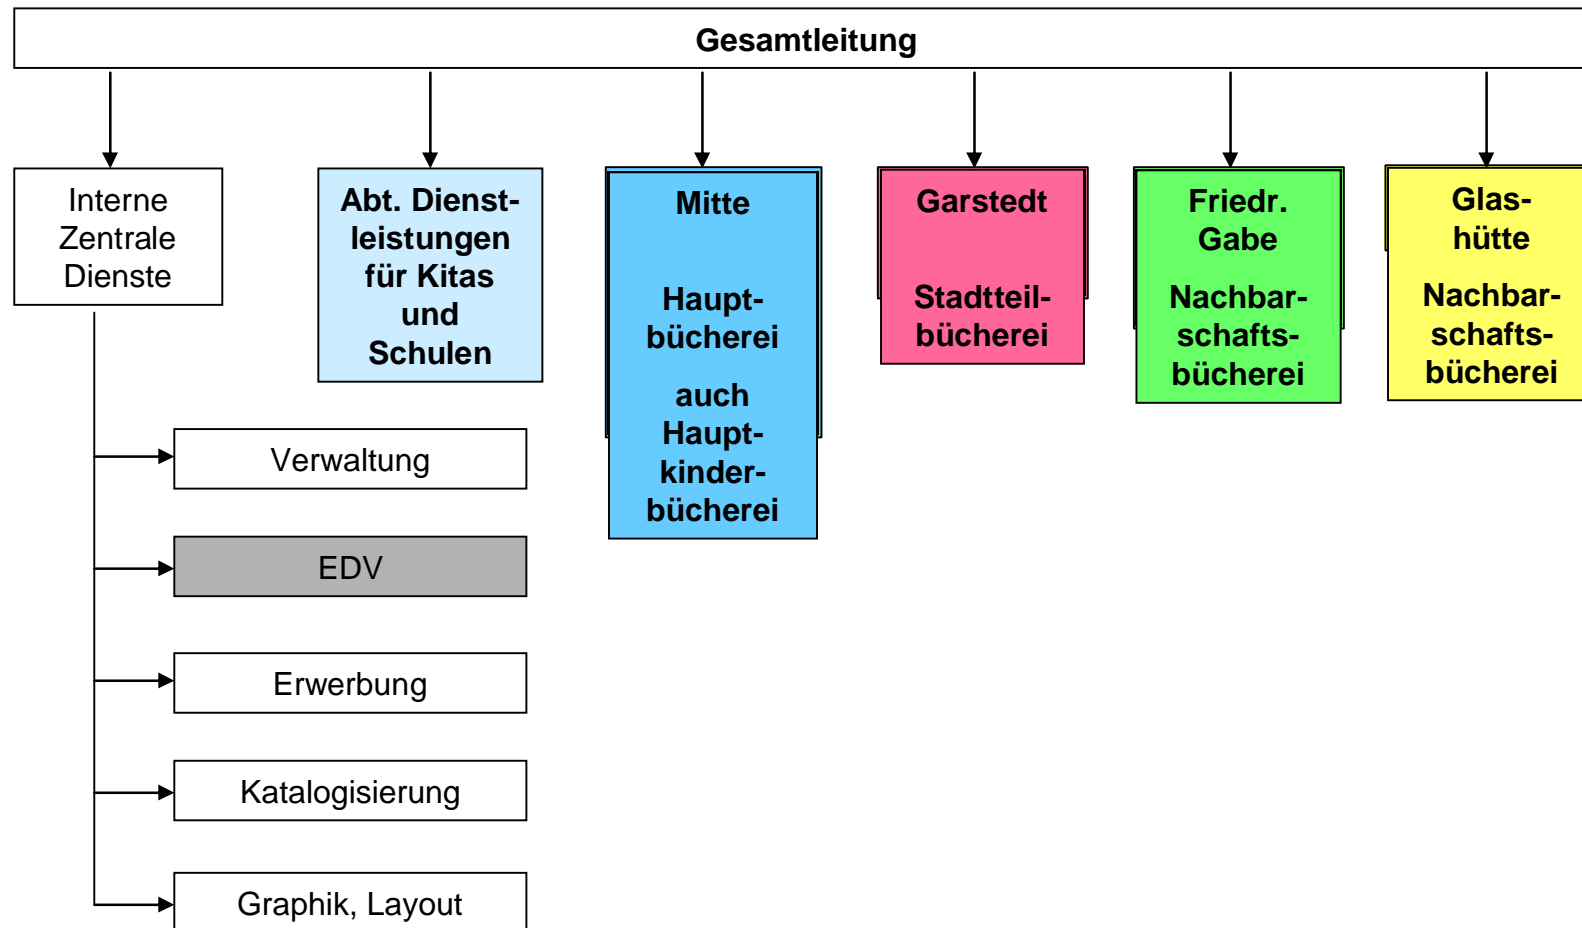 Gesamtleitung
Interne
Zentrale
Dienste
Abt. Dienst-
leistungen
für Kitas
und
Schulen
Mitte
Haupt-
bücherei
auch
Haupt-
kinder-
bücherei
Garstedt
Stadtteil-
bücherei
Friedr.
Gabe
Nachbar-
schafts-
bücherei
Glas-
hütte
Nachbar-
schafts-
bücherei
Verwaltung
EDV
Erwerbung
Katalogisierung
Graphik, Layout